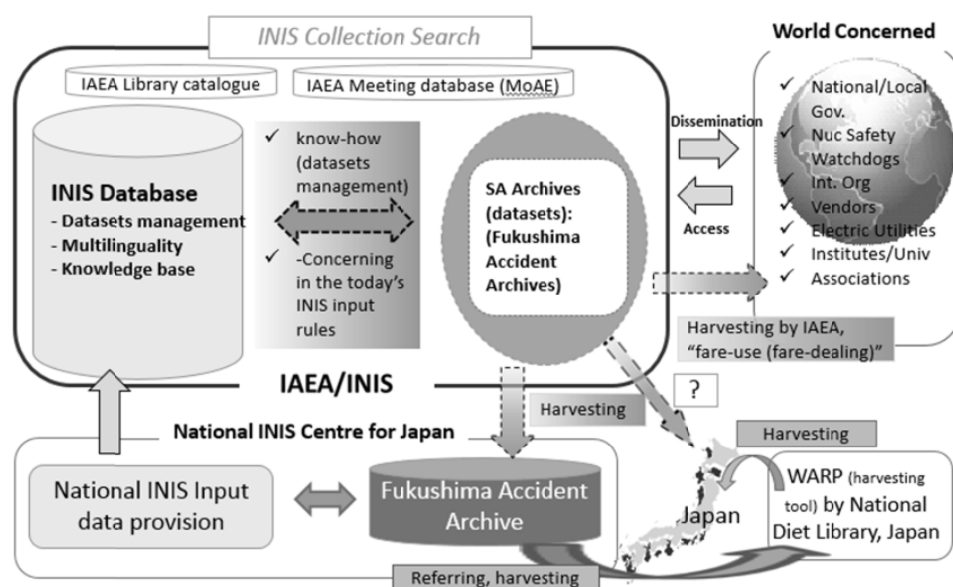 INIS Collection Search
IAEA Library catalogue
IAEA Meeting database (MoAE)
INIS Database
- Datasets management
- Multilinguality
- Knowledge base
✓ know-how
(datasets
management)
✓ -Concerning
in the today's
INIS input
rules
SA Archives
(datasets):
(Fukushima
Accident
Archives)
IAEA/INIS
Dissemination
Access
World Concerned
✓ National/Local
Gov.
✓ Nuc Safety
Watchdogs
✓ Int. Org
✓ Vendors
✓ Electric Utilities
✓ Institutes/Univ
✓ Associations
Harvesting by IAEA,
"fare-use (fare-dealing)"
Harvesting
?
National INIS Centre for Japan
National INIS Input
data provision
Fukushima Accident
Archive
Japan
Harvesting
WARP (harvesting
tool) by National
Diet Library, Japan
Referring, harvesting